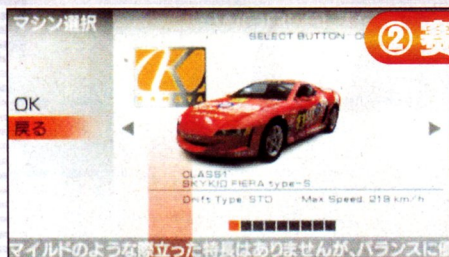 マシン選択
SELECT BUTTON
② 赛
OK
戻る
CLASS1
SKYKID FIERA type-S
Drift Type: STD Max Speed: 218 km/h
マイルドのような際立った特長はありませんが、バランスに